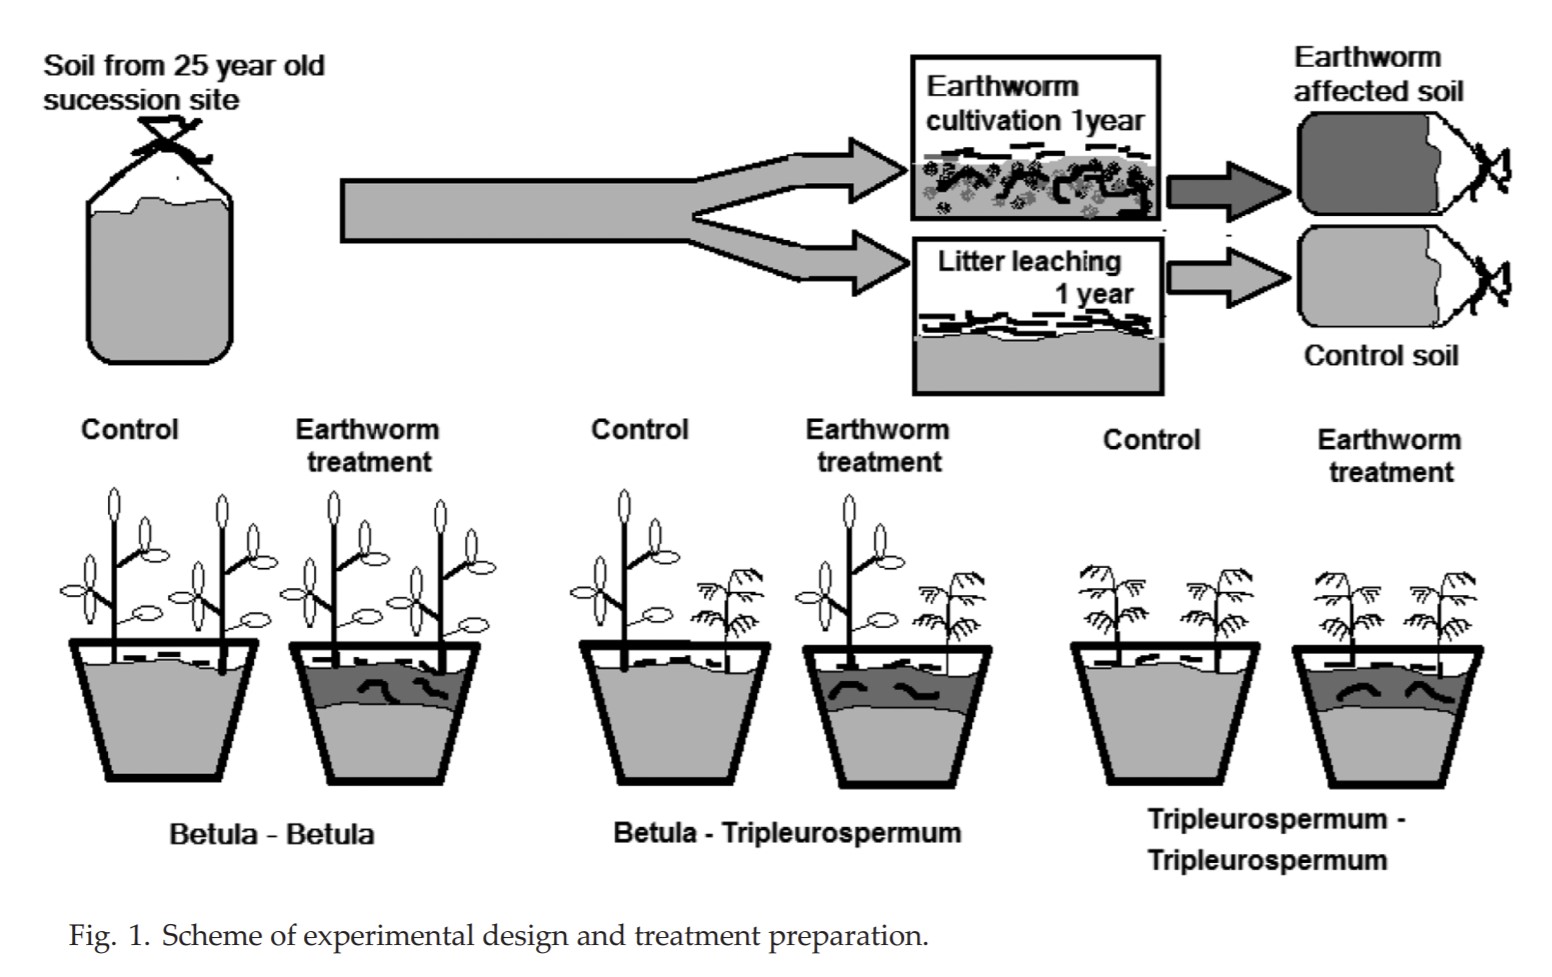 Soil from 25 year old
sucession site
Earthworm
cultivation 1year
Earthworm
affected soil
Litter leaching
1 year
Control soil
Control
Earthworm
treatment
Control
Earthworm
treatment
Control
Earthworm
treatment
Betula - Betula
Betula - Tripleurospermum
Tripleurospermum -
Tripleurospermum
Fig. 1. Scheme of experimental design and treatment preparation.